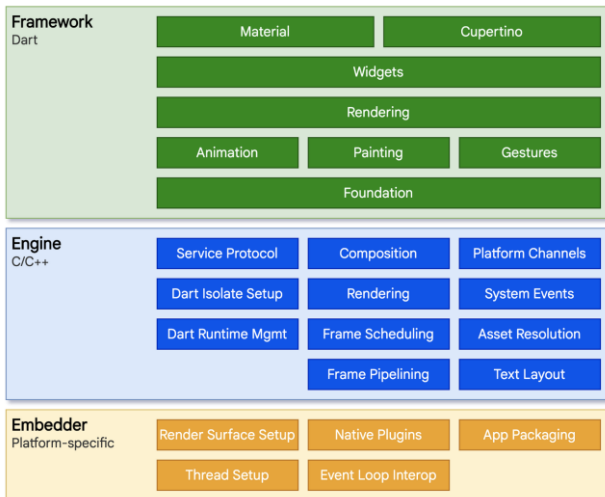 Framework
Dart
Material
Cupertino
Widgets
Rendering
Animation
Painting
Gestures
Foundation
Engine
C/C++
Service Protocol
Composition
Platform Channels
Dart Isolate Setup
Rendering
System Events
Dart Runtime Mgmt
Frame Scheduling
Asset Resolution
Frame Pipelining
Text Layout
Embedder
Platform-specific
Render Surface Setup
Native Plugins
App Packaging
Thread Setup
Event Loop Interop